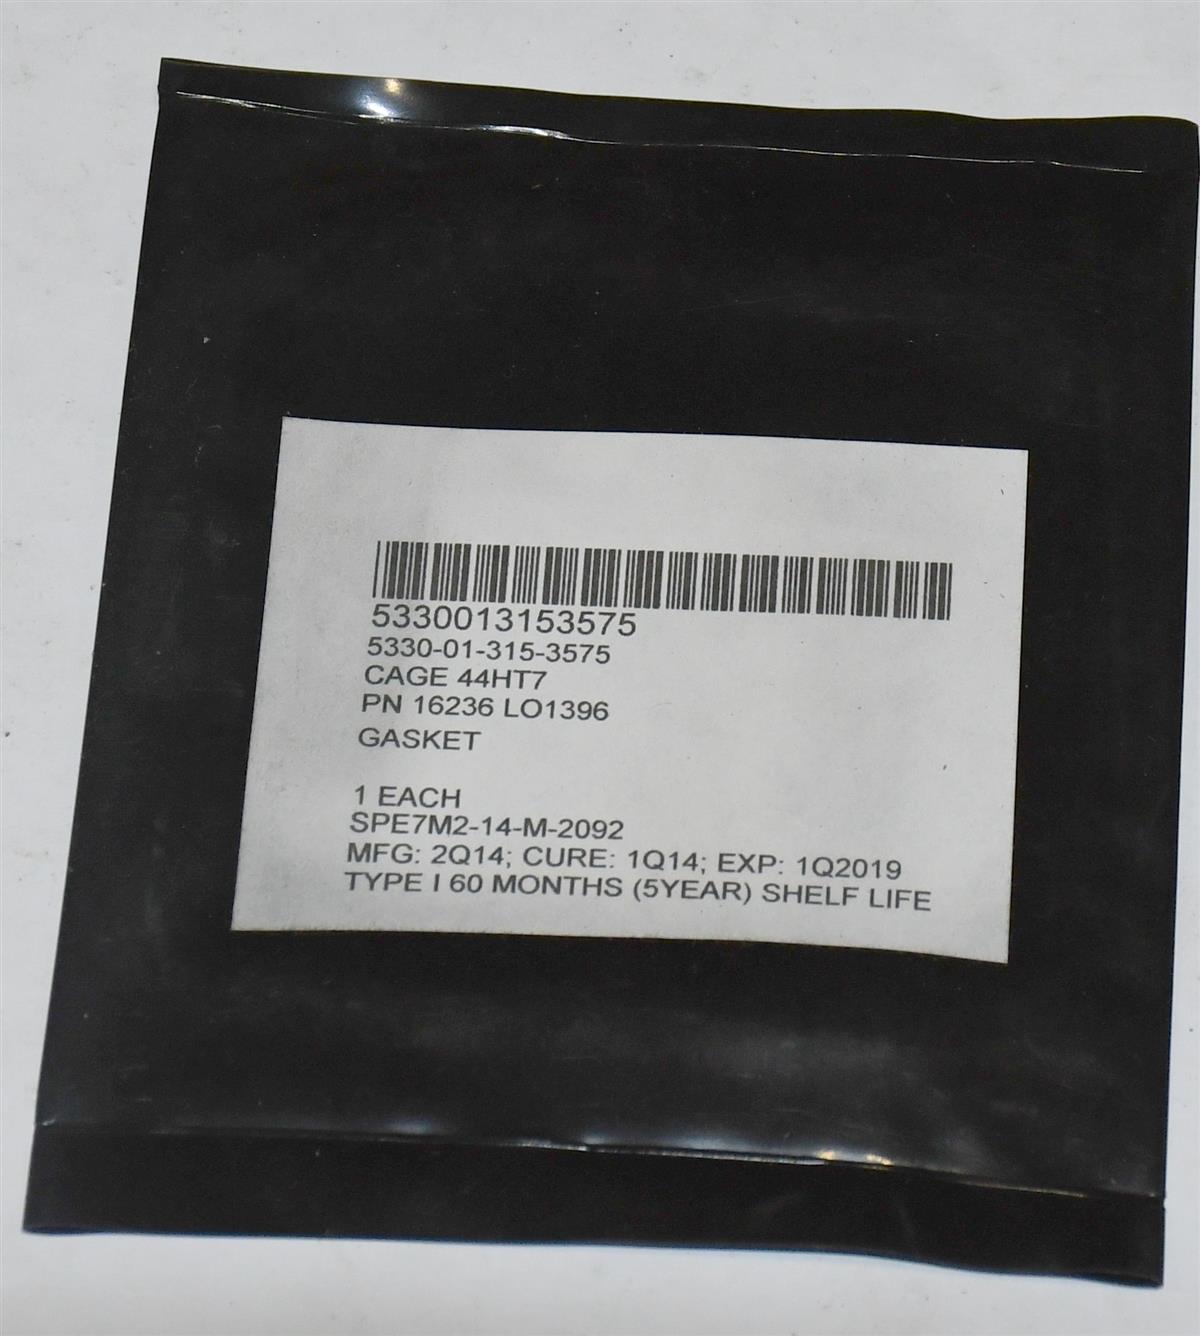 5330013153575
5330-01-315-3575
CAGE 44HT7
PN 16236 LO1396
GASKET
1 EACH
SPE7M2-14-M-2092
MFG: 2Q14; CURE: 1Q14; EXP: 1Q2019
TYPE I 60 MONTHS (5YEAR) SHELF LIFE